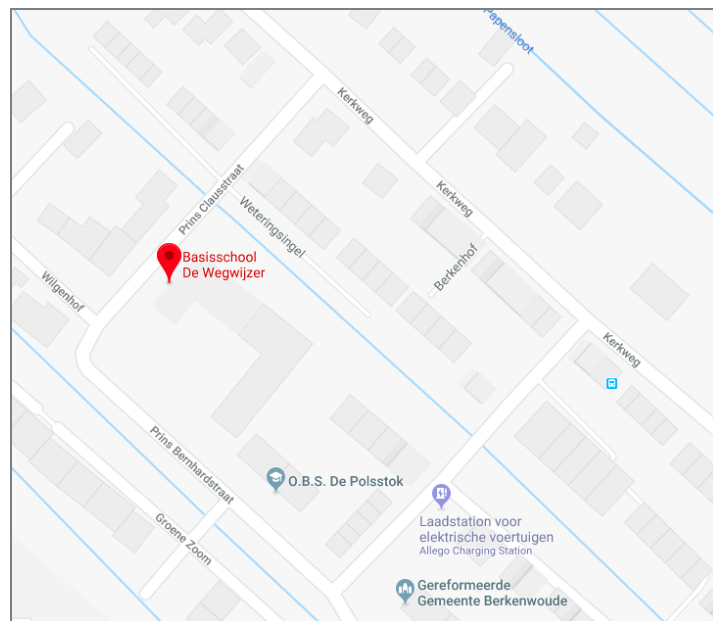 Papensloot
Kerkweg
Prins Clausstraat
Weteringsingel
Kerkweg
Basisschool
De Wegwijzer
Berkenhof
Wilgenhof
Kerkweg
Prins Bernhardstraat
O.B.S. De Polsstok
Groene Zoom
Laadstation voor
elektrische voertuigen
Allego Charging Station
Gereformeerde
Gemeente Berkenwoude